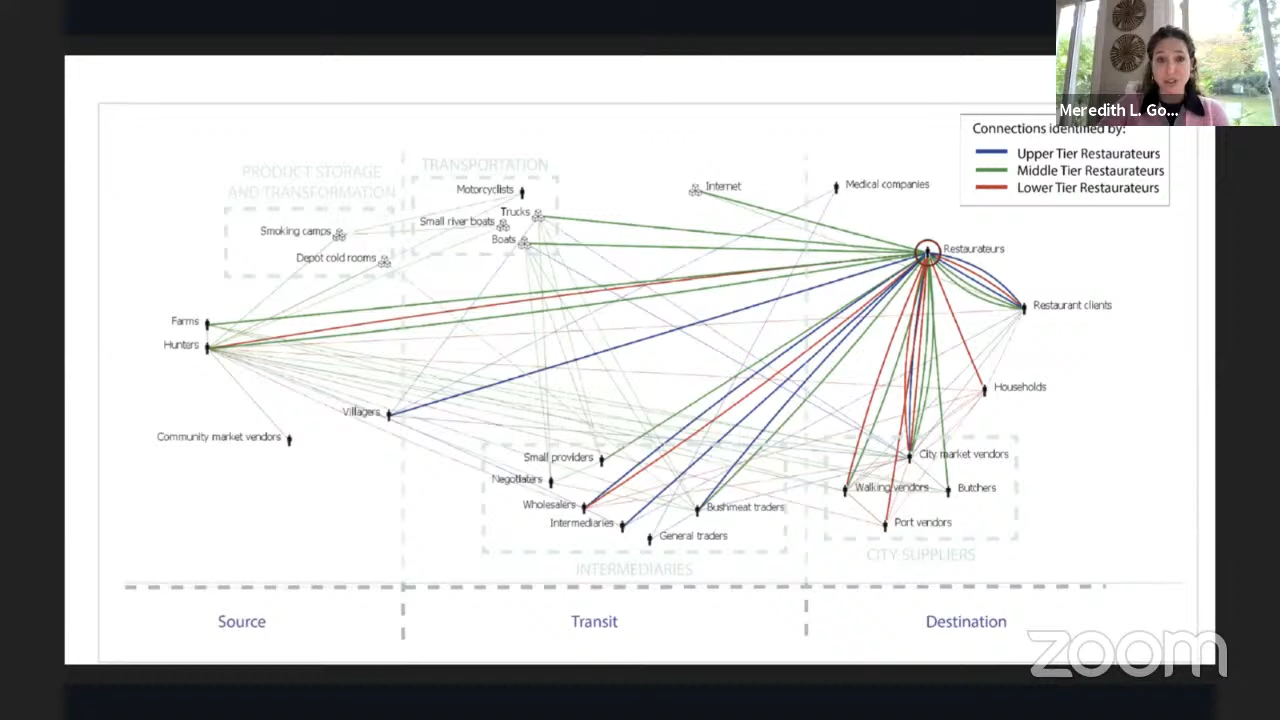 Meredith L. Go...
Connections identified by:
Upper Tier Restaurateurs
Middle Tier Restaurateurs
Lower Tier Restaurateurs
PRODUCT STORAGE
AND TRANSFORMATION
TRANSPORTATION
Motorcyclists
Internet
Medical companies
Trucks
Small river boats
Smoking camps
Boats
Restaurateurs
Depot cold rooms
Restaurant clients
Farms
Hunters
Households
Villagers
Community market vendors
Small providers
City market vendors
Negotiaters
Walking vendors
Butchers
Wholesalers
Bushmeat traders
Intermediaries
Port vendors
General traders
CITY SUPPLIERS
INTERMEDIARIES
Source
Transit
Destination
zoom